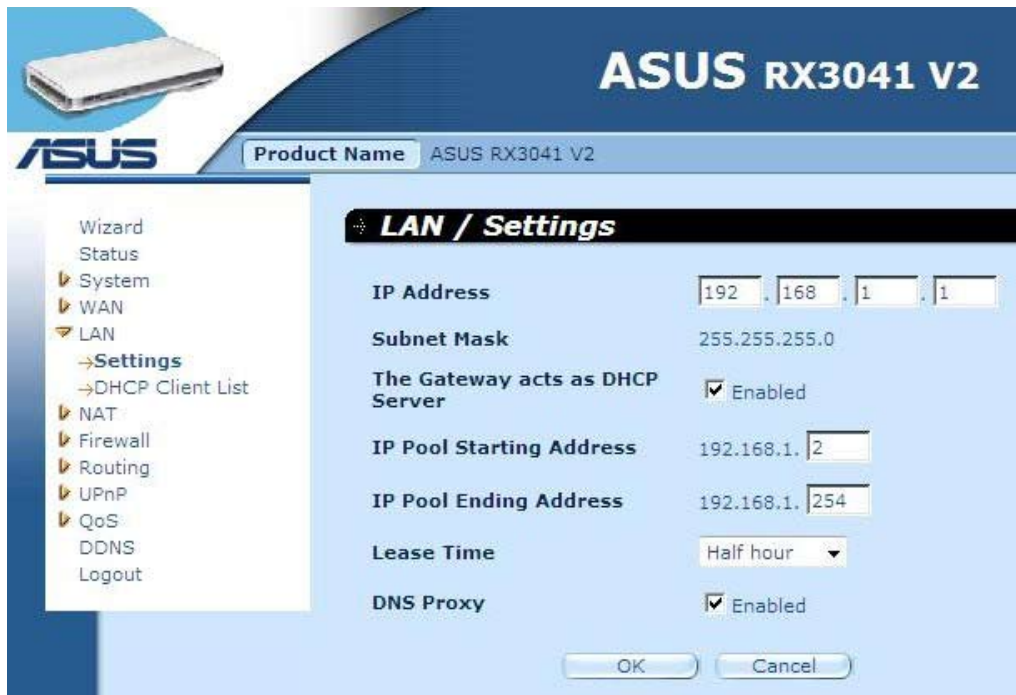 ASUS RX3041 V2
ASUS
Product Name ASUS RX3041 V2
Wizard
Status
System
WAN
LAN
→Settings
→DHCP Client List
NAT
Firewall
Routing
UPnP
QoS
DDNS
Logout
LAN / Settings
IP Address 192 . 168 . 1 . 1
Subnet Mask 255.255.255.0
The Gateway acts as DHCP
Server Enabled
IP Pool Starting Address 192.168.1. 2
IP Pool Ending Address 192.168.1. 254
Lease Time Half hour
DNS Proxy Enabled
OK Cancel